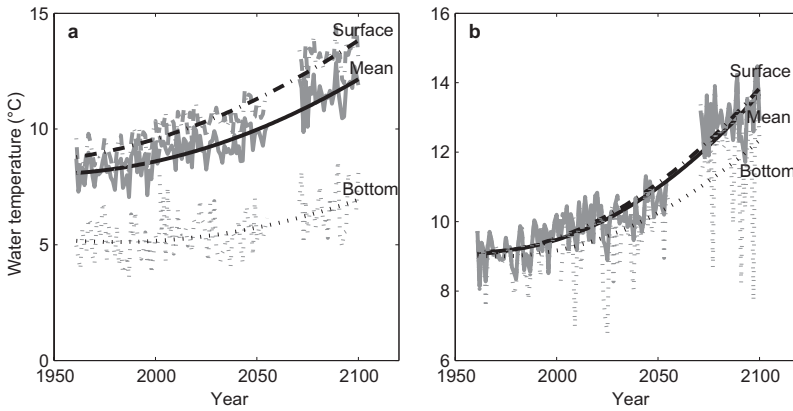 a
Surface
Mean
Bottom
15
10
5
0
1950
2000
2050
2100
Year
Water temperature (°C)
b
Surface
Mean
Bottom
16
14
12
10
8
6
1950
2000
2050
2100
Year